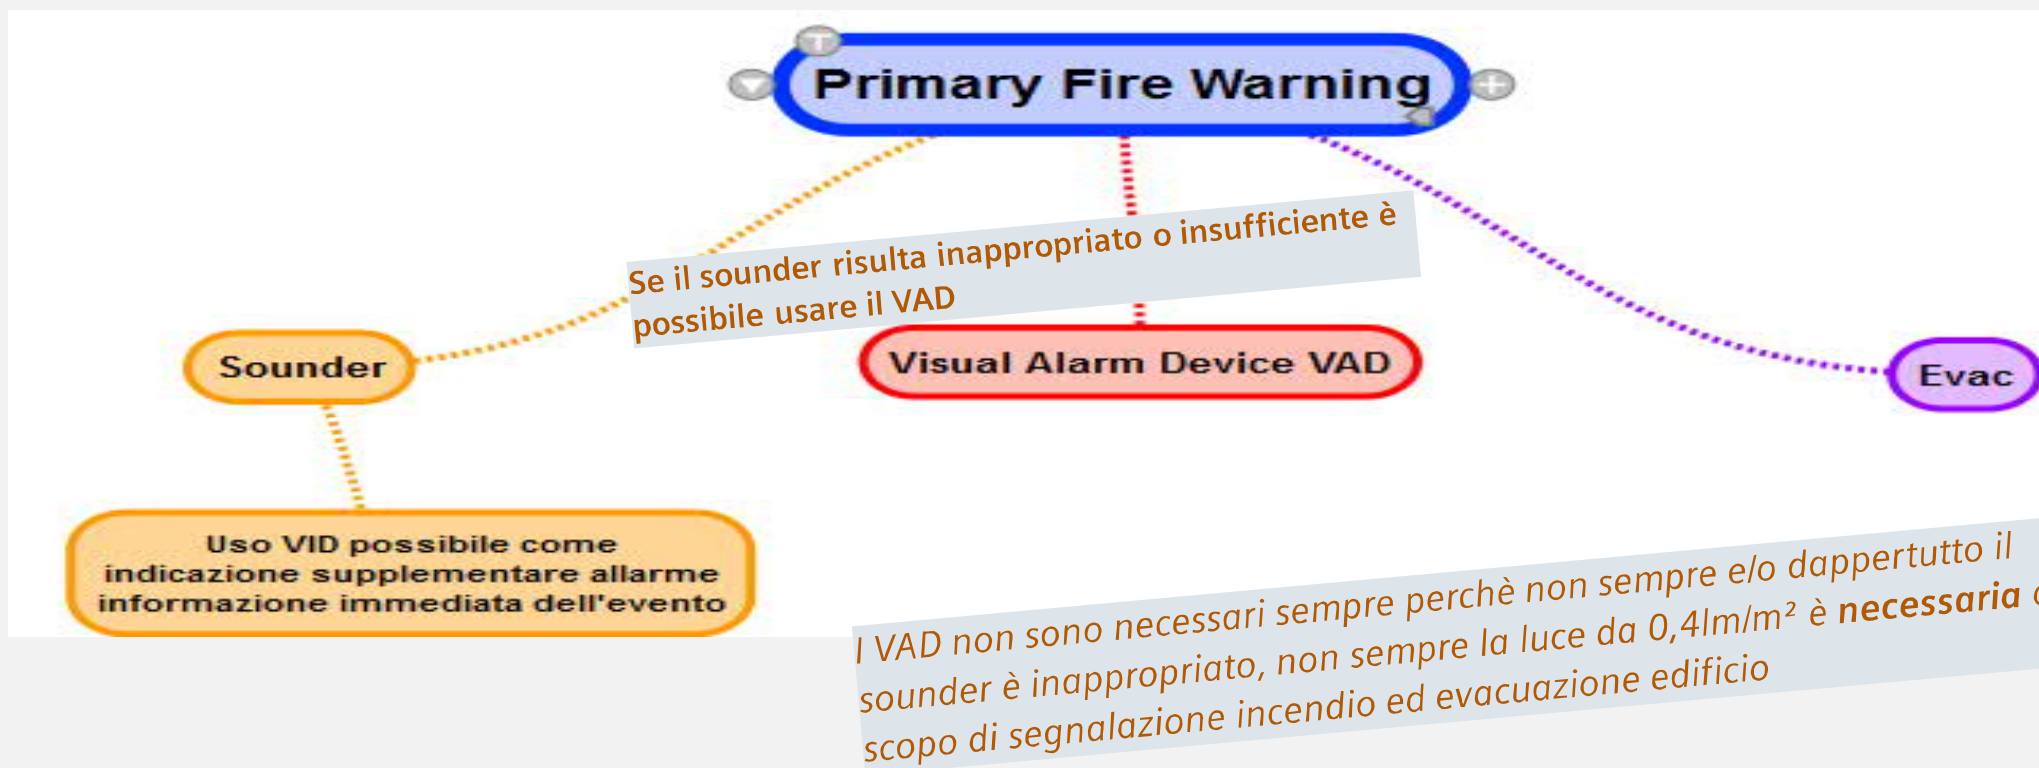 Primary Fire Warning
Se il sounder risulta inappropriato o insufficiente è
possibile usare il VAD
Sounder
Visual Alarm Device VAD
Evac
Uso VID possibile come
indicazione supplementare allarme
informazione immediata dell'evento
I VAD non sono necessari sempre perchè non sempre e/o dappertutto il
sounder è inappropriato, non sempre la luce da 0,4lm/m² è necessaria
scopo di segnalazione incendio ed evacuazione edificio